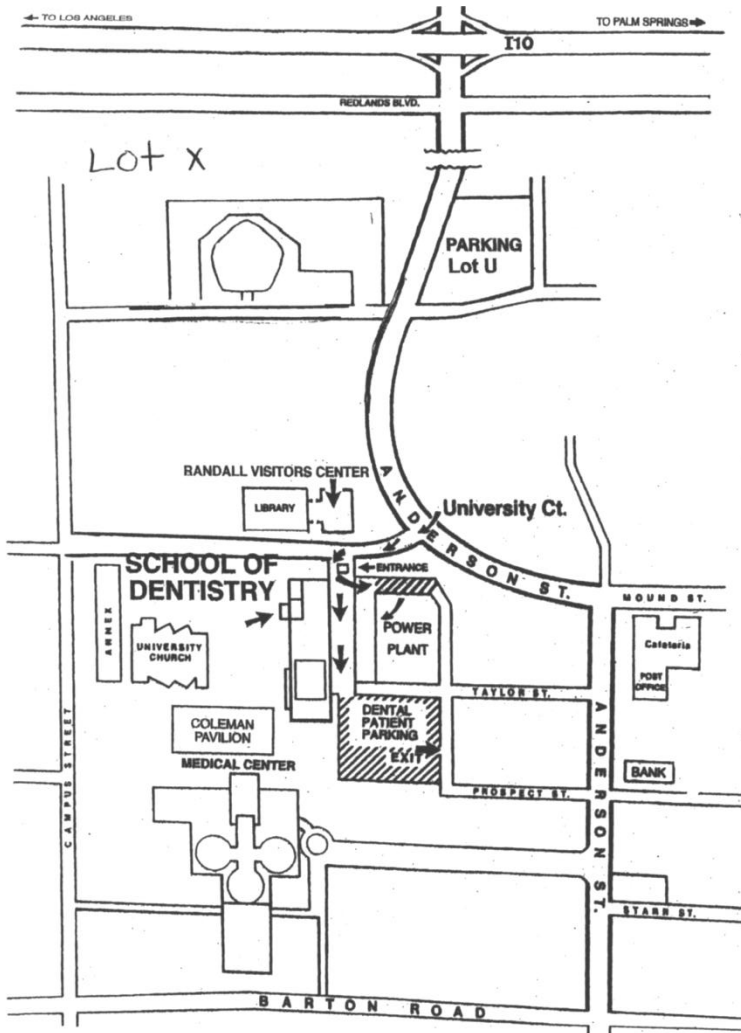 ← TO LOS ANGELES
TO PALM SPRINGS →
I10
REDLANDS BLVD.
Lot X
PARKING
Lot U
RANDALL VISITORS CENTER
LIBRARY
ANDERSON ST.
University Ct.
SCHOOL OF
DENTISTRY
← ENTRANCE
MOUND ST.
ANNEX
UNIVERSITY
CHURCH
POWER
PLANT
Cafeteria
POST
OFFICE
TAYLOR ST.
DENTAL
PATIENT
PARKING
EXIT
COLEMAN
PAVILION
MEDICAL CENTER
BANK
PROSPECT ST.
CAMPUS STREET
ANDERSON ST.
STARR ST.
BARTON ROAD